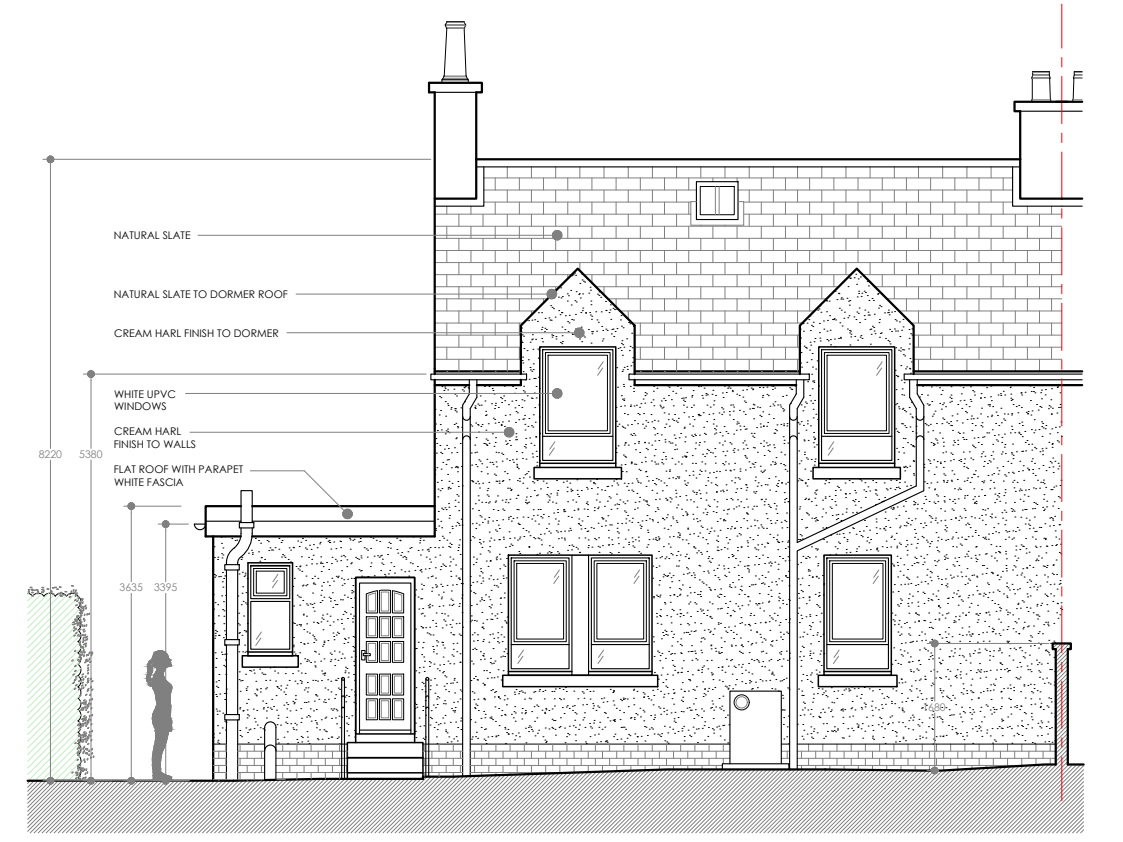 NATURAL SLATE
NATURAL SLATE TO DORMER ROOF
CREAM HARL FINISH TO DORMER
WHITE UPVC
WINDOWS
CREAM HARL
FINISH TO WALLS
8220 5380
FLAT ROOF WITH PARAPET
WHITE FASCIA
3635 3395
1680